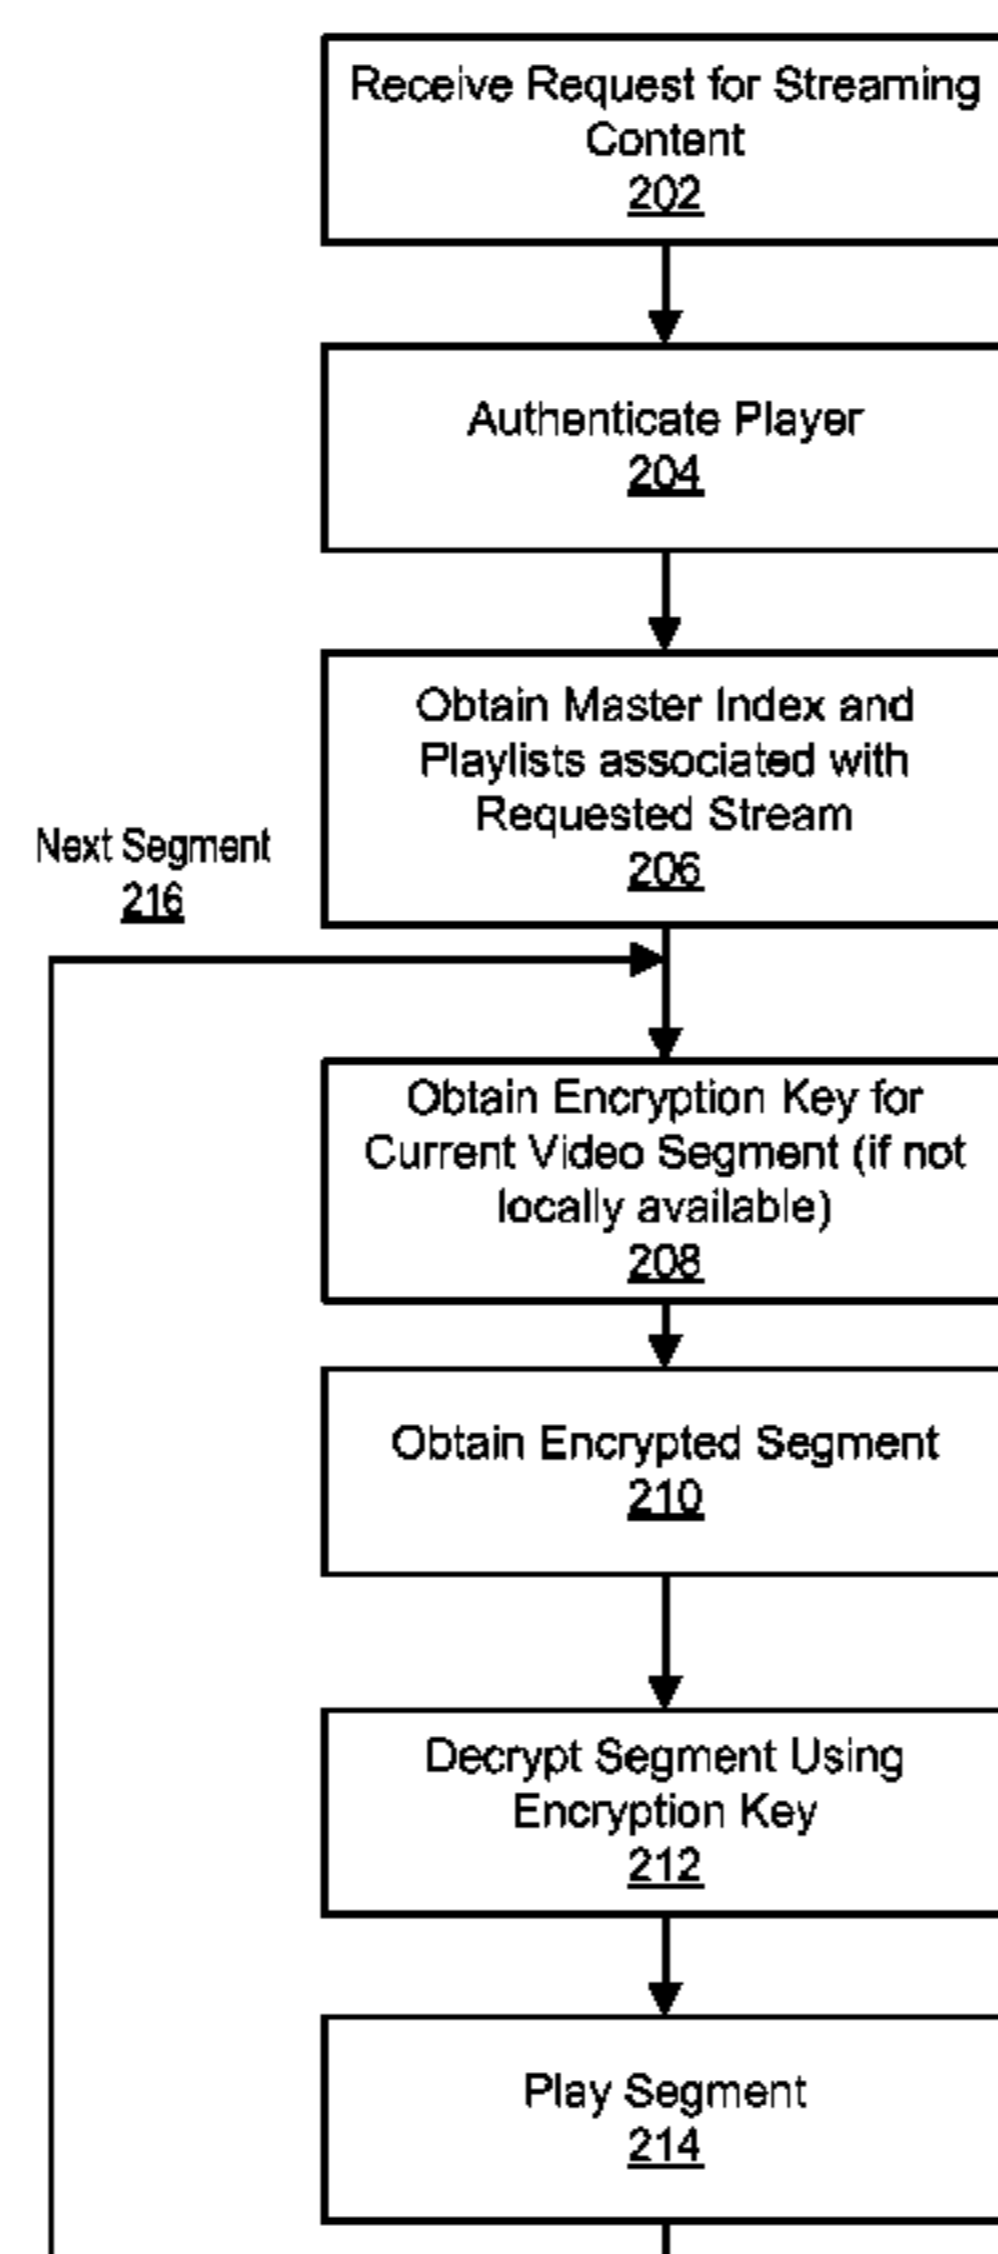 Receive Request for Streaming
Content
202
Authenticate Player
204
Obtain Master Index and
Playlists associated with
Requested Stream
206
Next Segment
216
Obtain Encryption Key for
Current Video Segment (if not
locally available)
208
Obtain Encrypted Segment
210
Decrypt Segment Using
Encryption Key
212
Play Segment
214